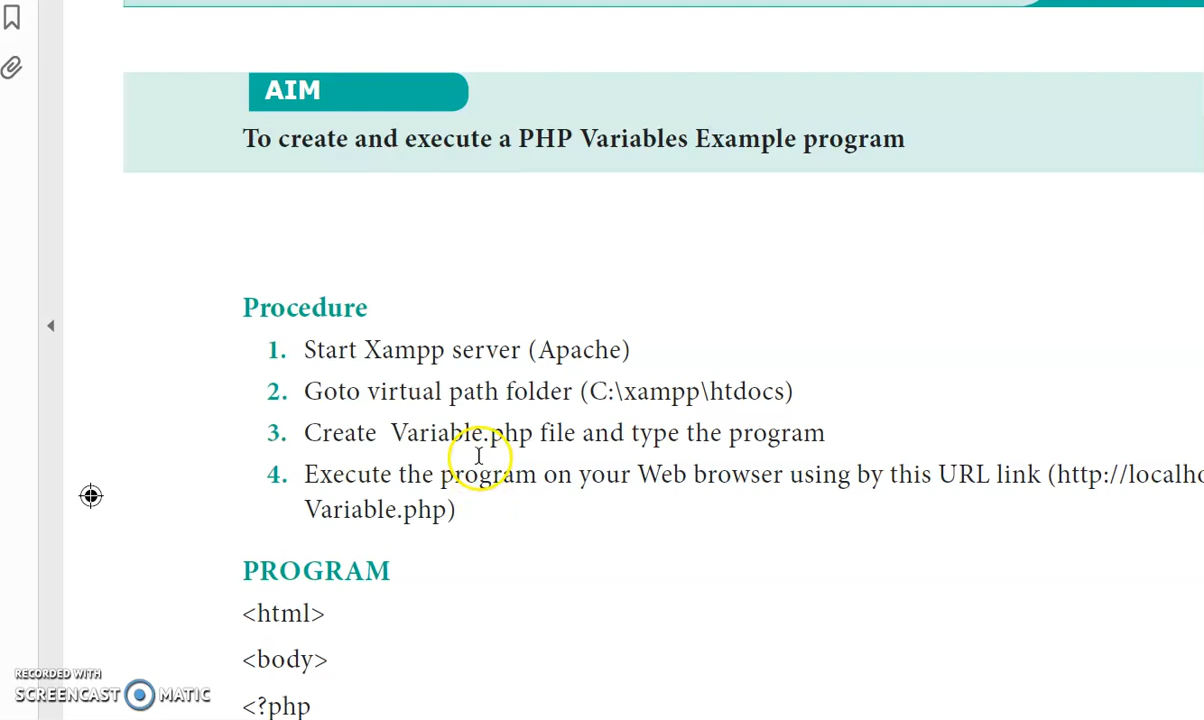 AIM
To create and execute a PHP Variables Example program
Procedure
1. Start Xampp server (Apache)
2. Goto virtual path folder (C:\xampp\htdocs)
3. Create Variable.php file and type the program
4. Execute the program on your Web browser using by this URL link (http://localho
Variable.php)
PROGRAM
<html>
<body>
<?php
RECORDED WITH
SCREENCAST MATIC